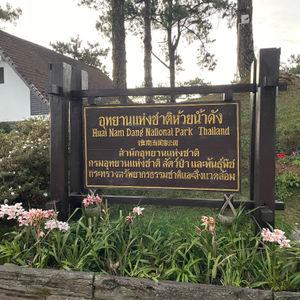 อุทยานแห่งชาติห้วยน้ำดัง
Huai Nam Dang National Park Thailand
สำนักอุทยานแห่งชาติ
กรมอุทยานแห่งชาติ สัตว์ป่า และพันธุ์พืช
กระทรวงทรัพยากรธรรมชาติและสิ่งแวดล้อม